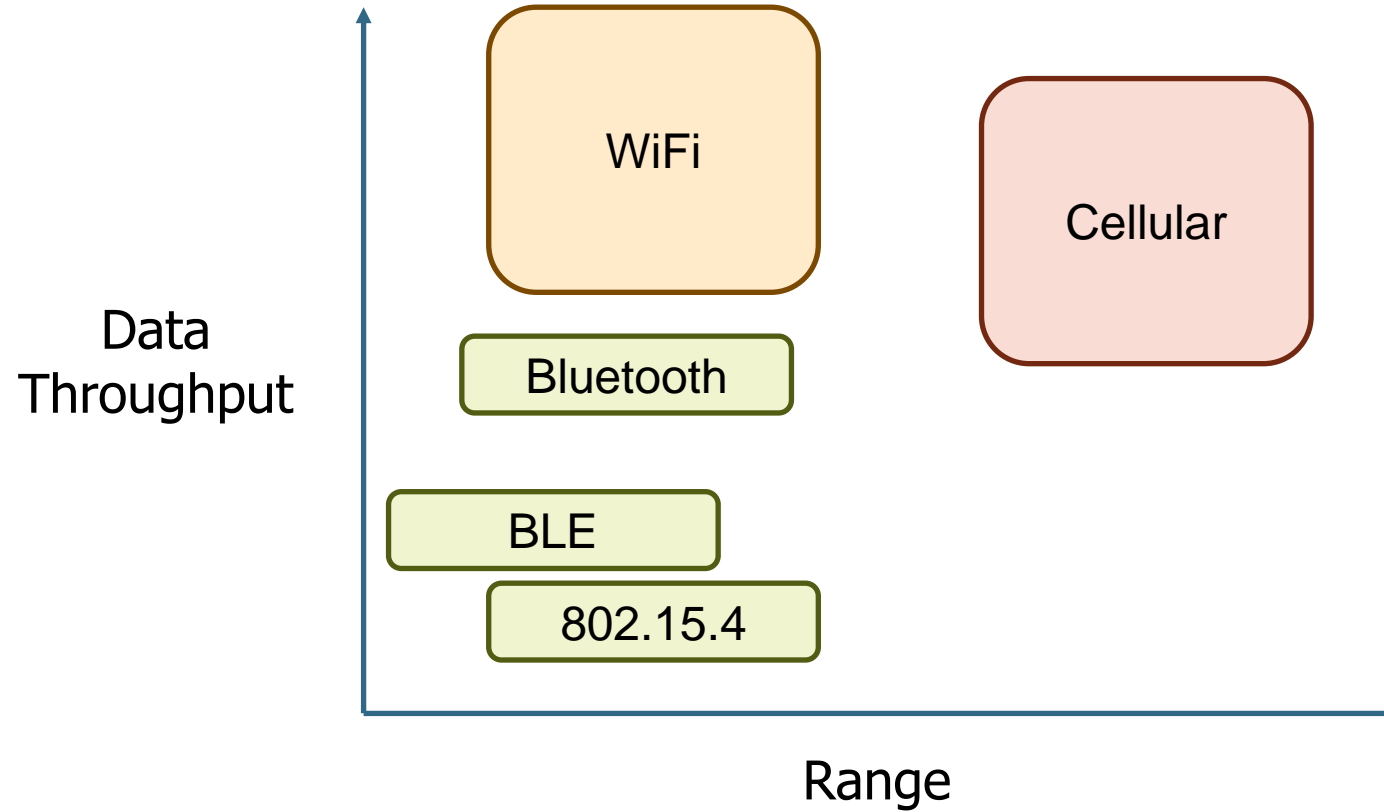 WiFi
Cellular
Data
Throughput
Bluetooth
BLE
802.15.4
Range